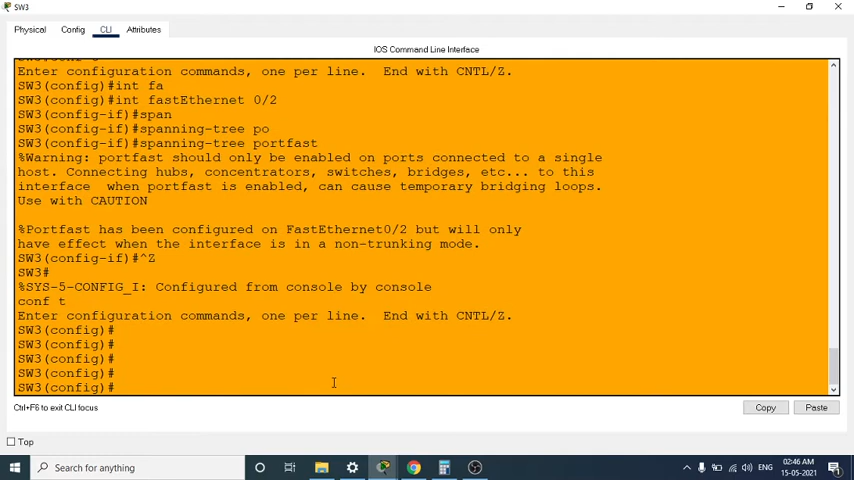 SW3
Physical Config CLI Attributes
IOS Command Line Interface
Enter configuration commands, one per line. End with CNTL/Z.
SW3(config)#int fa
SW3(config)#int fastEthernet 0/2
SW3(config-if)#span
SW3(config-if)#spanning-tree po
SW3(config-if)#spanning-tree portfast
%Warning: portfast should only be enabled on ports connected to a single
host. Connecting hubs, concentrators, switches, bridges, etc... to this
interface when portfast is enabled, can cause temporary bridging loops.
Use with CAUTION
%Portfast has been configured on FastEthernet0/2 but will only
have effect when the interface is in a non-trunking mode.
SW3(config-if)#^Z
SW3#
%SYS-5-CONFIG_I: Configured from console by console
conf t
Enter configuration commands, one per line. End with CNTL/Z.
SW3(config)#
SW3(config)#
SW3(config)#
SW3(config)#
SW3(config)#
Ctrl+F6 to exit CLI focus
Copy Paste
Top
Search for anything
ENG
02:46 AM
15-05-2021